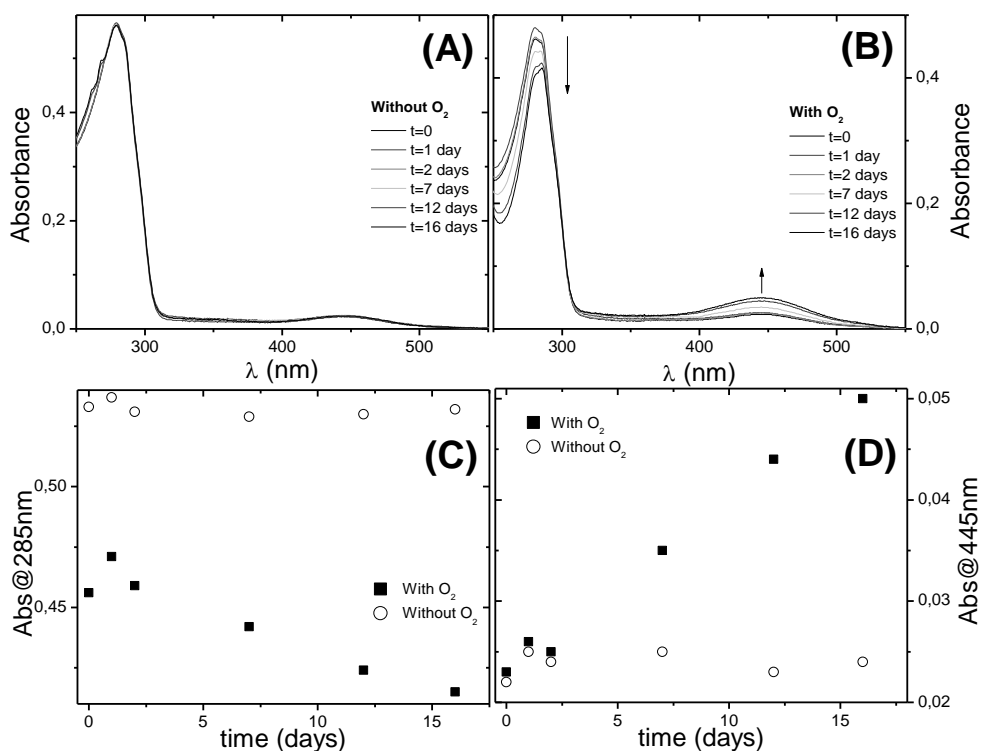 (A)
Absorbance
0,4
0,2
0,0
Without O₂
t=0
t=1 day
t=2 days
t=7 days
t=12 days
t=16 days
300
400
500
λ (nm)
(B)
With O₂
t=0
t=1 day
t=2 days
t=7 days
t=12 days
t=16 days
0,4
0,2
0,0
Absorbance
300
400
500
λ (nm)
(C)
Abs@285nm
0,50
0,45
With O₂
Without O₂
0
5
10
15
time (days)
(D)
With O₂
Without O₂
0,05
0,04
0,03
0,02
Abs@445nm
0
5
10
15
time (days)